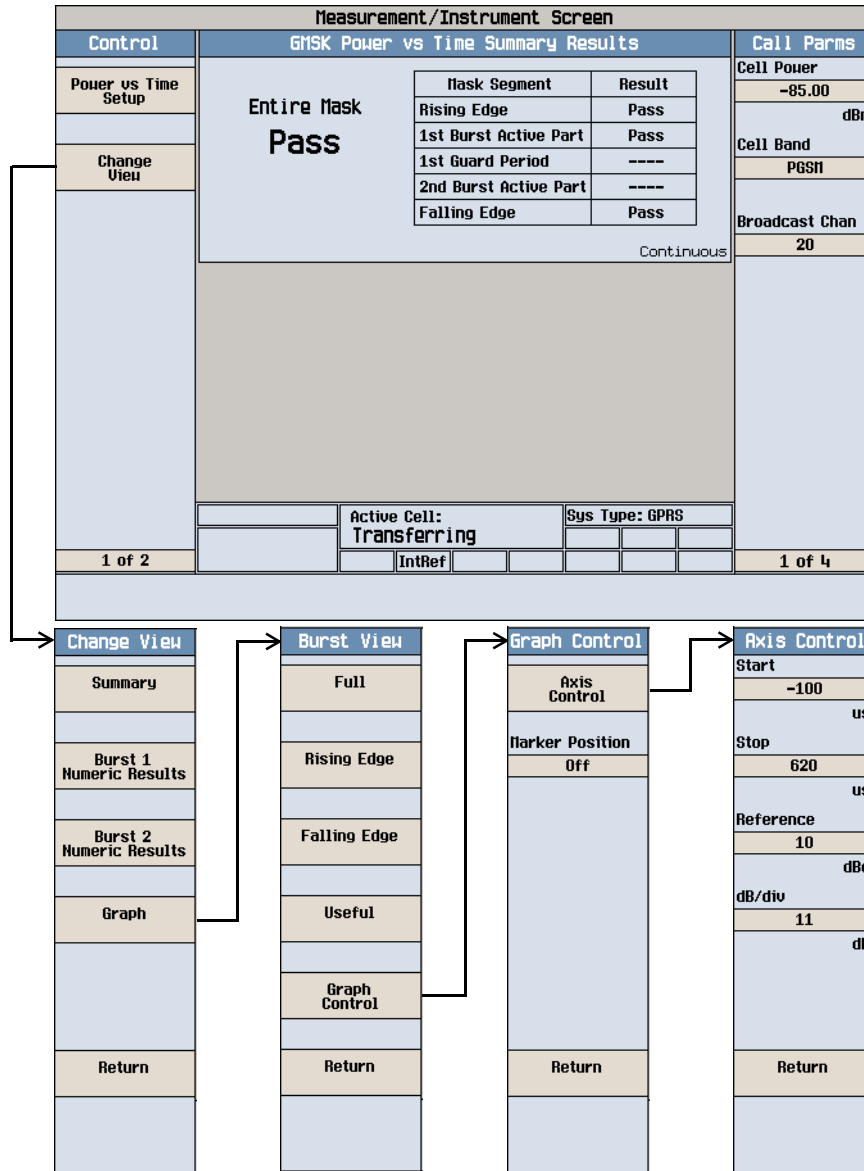 Measurement/Instrument Screen
Control
GMSK Power vs Time Summary Results
Call Parms
Power vs Time
Setup
Change
View
1 of 2
Entire Mask
Pass
Mask Segment Result
Rising Edge Pass
1st Burst Active Part Pass
1st Guard Period ----
2nd Burst Active Part ----
Falling Edge Pass
Continuous
Cell Power
-85.00
dBm
Cell Band
PGSM
Broadcast Chan
20
1 of 4
Active Cell:
Transferring
Sys Type: GPRS
IntRef
Change View
Summary
Burst 1
Numeric Results
Burst 2
Numeric Results
Graph
Return
Burst View
Full
Rising Edge
Falling Edge
Useful
Graph
Control
Return
Graph Control
Axis
Control
Marker Position
Off
Return
Axis Control
Start
-100
us
Stop
620
us
Reference
10
dB/div
11
Return